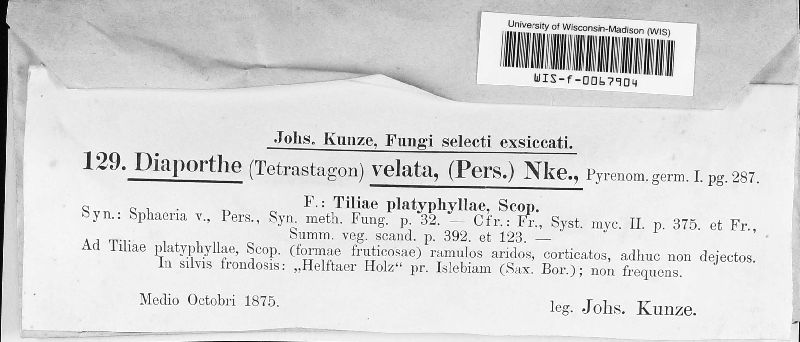 University of Wisconsin-Madison (WIS)
WIS-f-0067904
Johs. Kunze, Fungi selecti exsiccati.
129. Diaporthe (Tetrastagon) velata, (Pers.) Nke., Pyrenom. germ. I. pg. 287.
F.: Tiliae platyphyllae, Scop.
Syn.: Sphaeria v., Pers., Syn. meth. Fung. p. 32. — Cfr.: Fr., Syst. myc. II. p. 375. et Fr.,
Summ. veg. scand. p. 392. et 123. —
Ad Tiliae platyphyllae, Scop. (formae fruticosae) ramulos aridos, corticatos, adhuc non dejectos.
In silvis frondosis: „Helftaer Holz“ pr. Islebiam (Sax. Bor.); non frequens.
Medio Octobri 1875.
leg. Johs. Kunze.